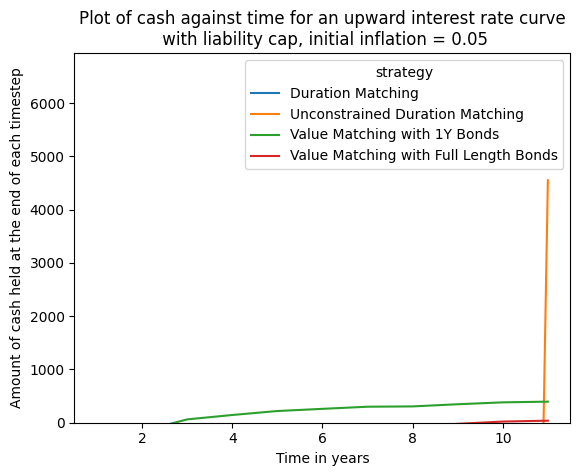 Plot of cash against time for an upward interest rate curve
with liability cap, initial inflation = 0.05
strategy
Duration Matching
Unconstrained Duration Matching
Value Matching with 1Y Bonds
Value Matching with Full Length Bonds
Amount of cash held at the end of each timestep
6000
5000
4000
3000
2000
1000
0
2 4 6 8 10
Time in years